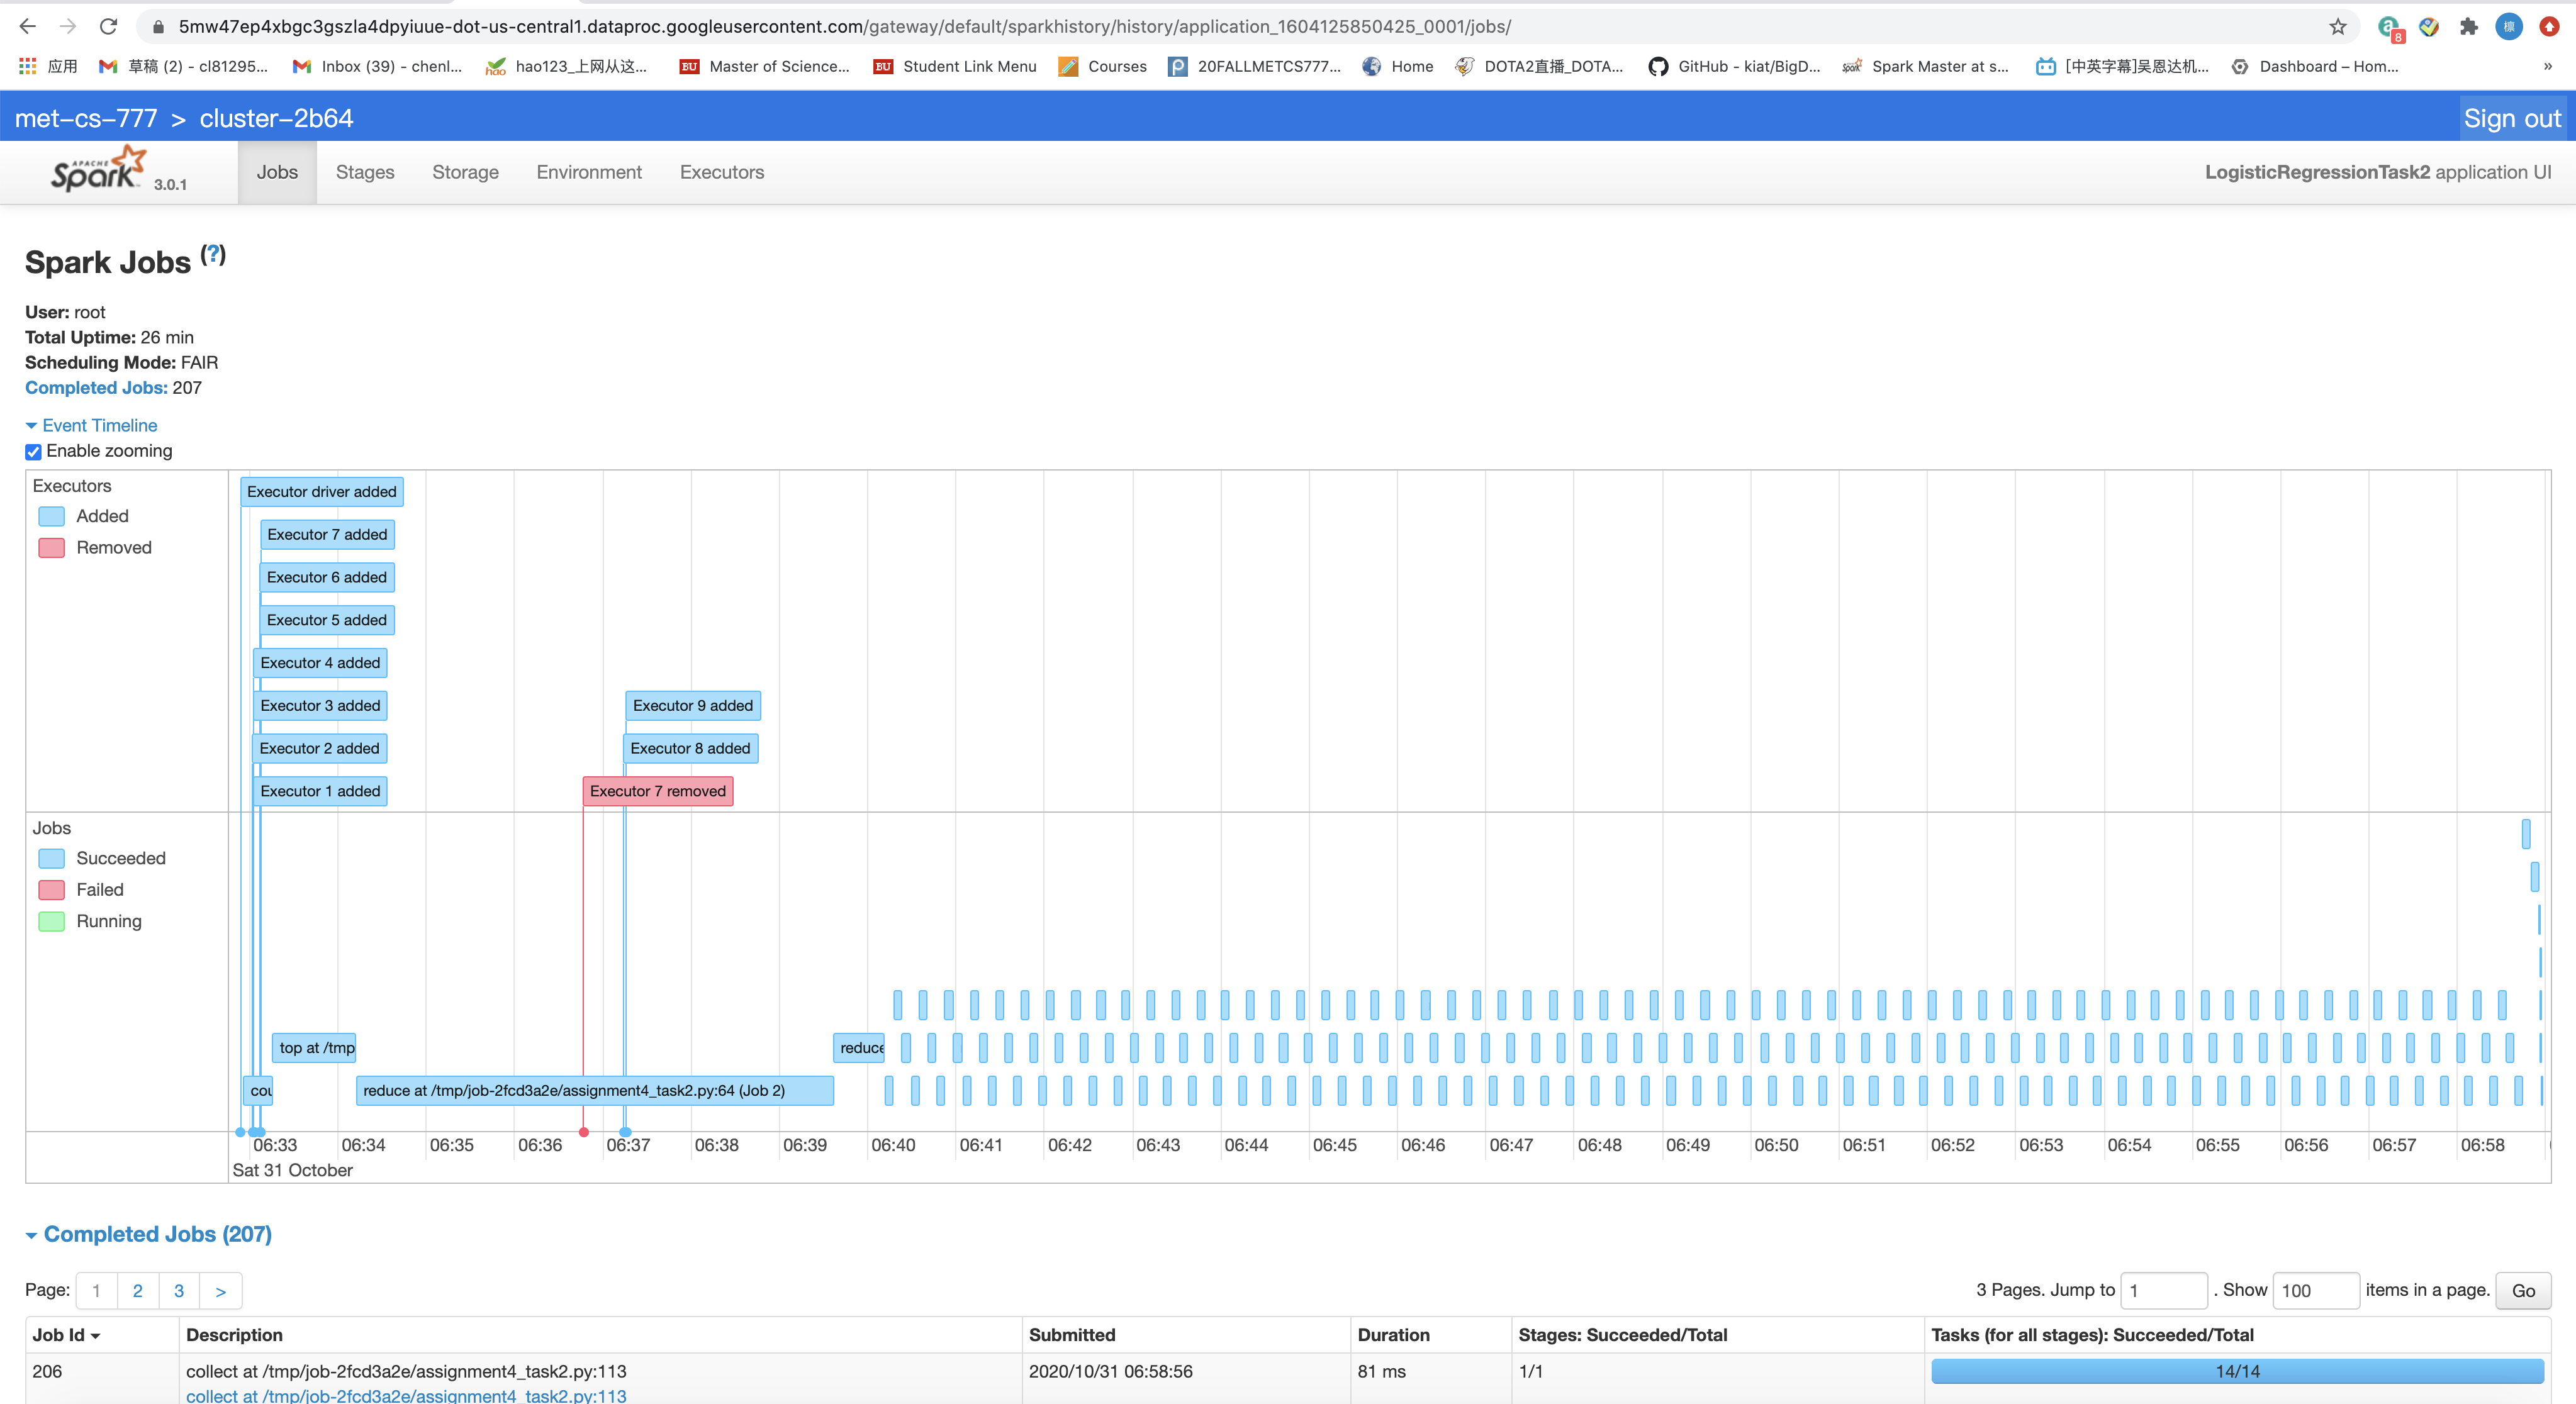 5mw47ep4xbgc3gszla4dpyiuue-dot-us-central1.dataproc.googleusercontent.com/gateway/default/sparkhistory/history/application_1604125850425_0001/jobs/
8
应用 草稿 (2) - cl81295... Inbox (39) - chenl... hao123_上网从这... Master of Science... Student Link Menu Courses 20FALLMETCS777... Home DOTA2直播_DOTA... GitHub - kiat/BigD... Spark Master at s... [中英字幕]吴恩达机... Dashboard – Hom... »
met-cs-777 > cluster-2b64 Sign out
APACHE Spark 3.0.1 Jobs Stages Storage Environment Executors LogisticRgressionTask2 application UI
Spark Jobs (?)
User: root
Total Uptime: 26 min
Scheduling Mode: FAIR
Completed Jobs: 207
Event Timeline
Enable zooming
Executors
Added
Removed
Executor driver added
Executor 7 added
Executor 6 added
Executor 5 added
Executor 4 added
Executor 3 added Executor 9 added
Executor 2 added Executor 8 added
Executor 1 added Executor 7 removed
Jobs
Succeeded
Failed
Running
top at /tmp reduce
cou reduce at /tmp/job-2fcd3a2e/assignment4_task2.py:64 (Job 2)
06:33 06:34 06:35 06:36 06:37 06:38 06:39 06:40 06:41 06:42 06:43 06:44 06:45 06:46 06:47 06:48 06:49 06:50 06:51 06:52 06:53 06:54 06:55 06:56 06:57 06:58
Sat 31 October
Completed Jobs (207)
Page: 1 2 3 > 3 Pages. Jump to 1 . Show 100 items in a page. Go
Job Id Description Submitted Duration Stages: Succeeded/Total Tasks (for all stages): Succeeded/Total
206 collect at /tmp/job-2fcd3a2e/assignment4_task2.py:113 2020/10/31 06:58:56 81 ms 1/1 14/14
collect at /tmp/job-2fcd3a2e/assignment4_task2.py:113